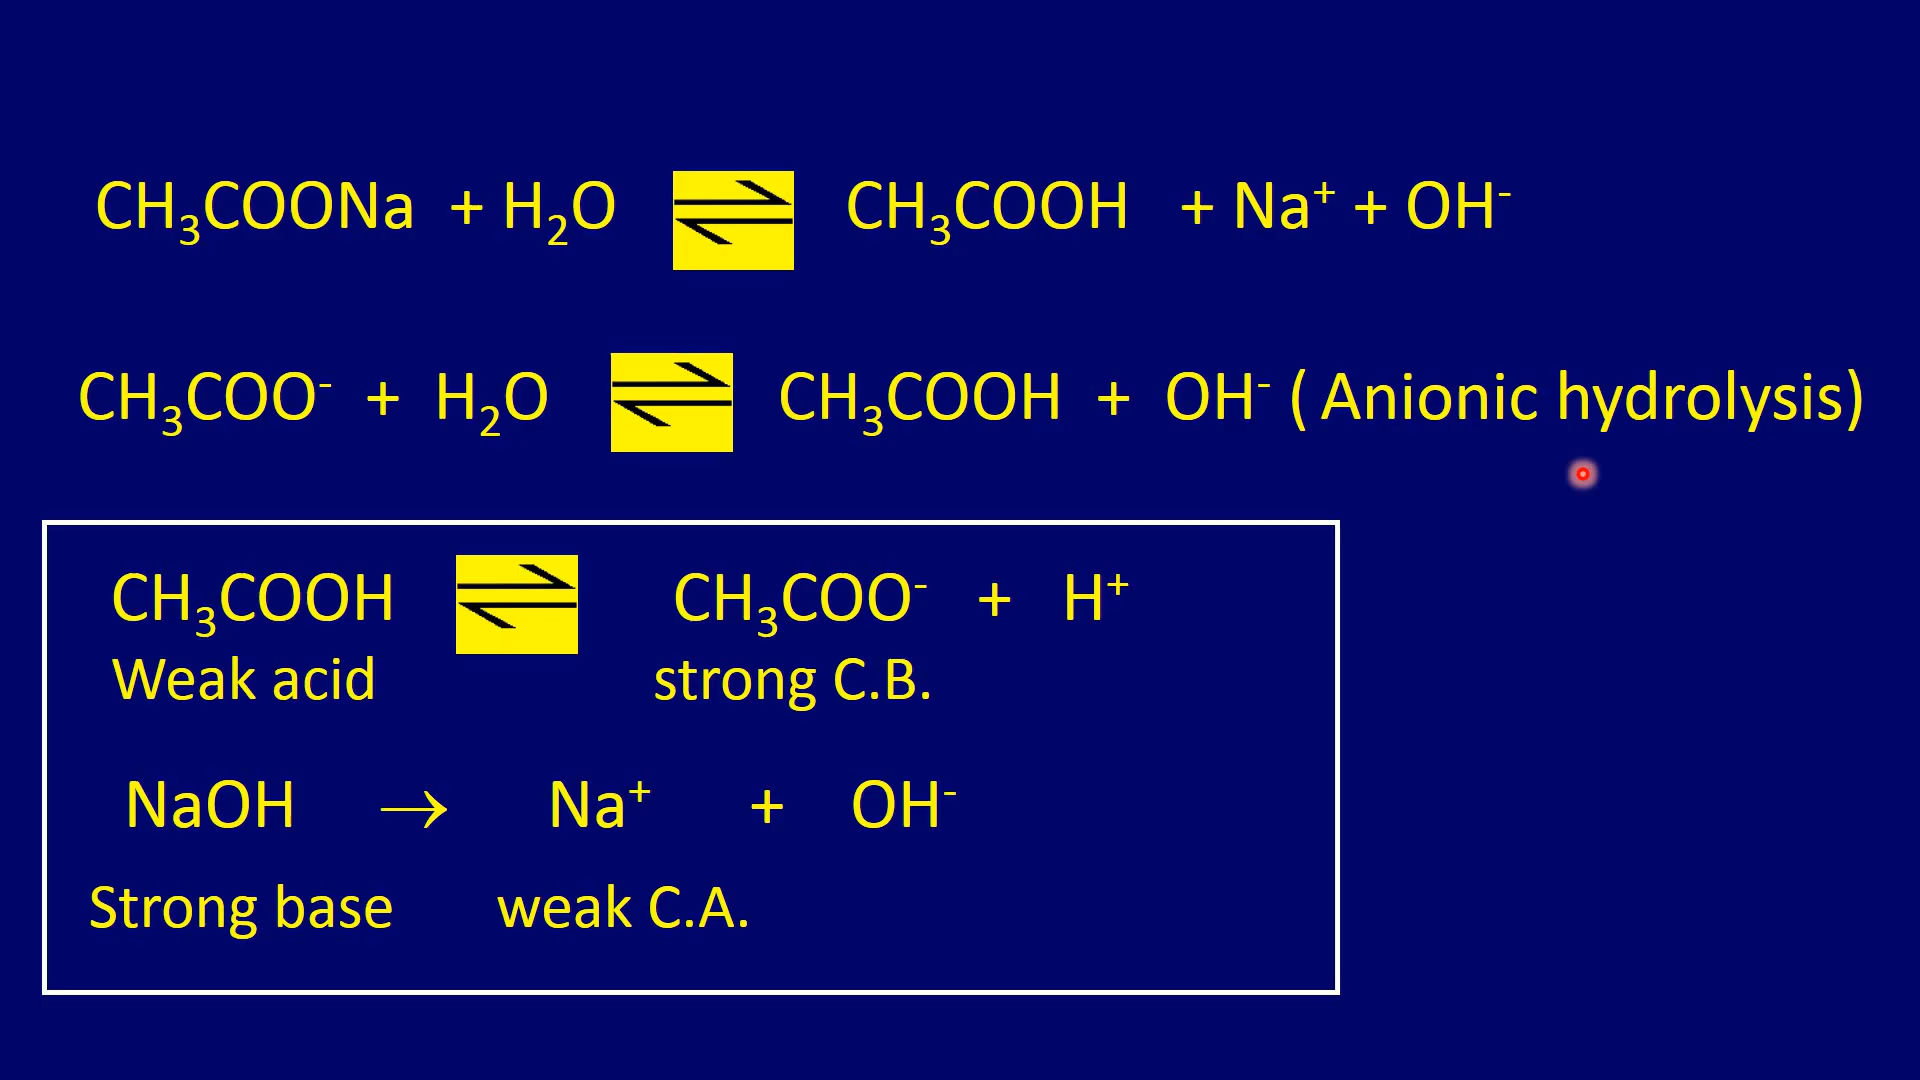 CH₃COONa + H₂O ⇌ CH₃COOH + Na⁺ + OH⁻
CH₃COO⁻ + H₂O ⇌ CH₃COOH + OH⁻ ( Anionic hydrolysis)
CH₃COOH ⇌ CH₃COO⁻ + H⁺
Weak acid strong C.B.
NaOH → Na⁺ + OH⁻
Strong base weak C.A.